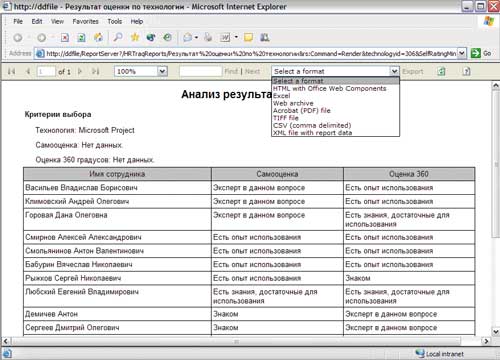 http://ddfile - Результат оценки по технологии - Microsoft Internet Explorer
File Edit View Favorites Tools Help
Back Search Favorites
Address http://ddfile/ReportServer?/HRTraqReports/Результат%20оценки%20по%20технологии&rs:Command=Render&technologyid=306&SelfRatingMin Go Links
1 of 1 100% Find | Next Select a format Export
Select a format
HTML with Office Web Components
Excel
Web archive
Acrobat (PDF) file
TIFF file
CSV (comma delimited)
XML file with report data
Анализ результа
Критерии выбора
Технология: Microsoft Project
Самооценка: Нет данных.
Оценка 360 градусов: Нет данных.
Имя сотрудника Самооценка Оценка 360
Васильев Владислав Борисович Эксперт в данном вопросе Есть опыт использования
Климовский Андрей Олегович Эксперт в данном вопросе Есть опыт использования
Горовая Дана Олеговна Эксперт в данном вопросе Есть знания, достаточные для
использования
Смирнов Алексей Александрович Есть опыт использования Есть опыт использования
Смольянинов Антон Валентинович Есть опыт использования Есть опыт использования
Бабурин Вячеслав Николаевич Есть опыт использования Есть опыт использования
Рыжков Сергей Николаевич Есть опыт использования Знаком
Любский Евгений Владимирович Есть знания, достаточные для Есть опыт использования
использования
Демичев Антон Знаком Эксперт в данном вопросе
Сергеев Дмитрий Олегович Знаком Эксперт в данном вопросе
Local intranet